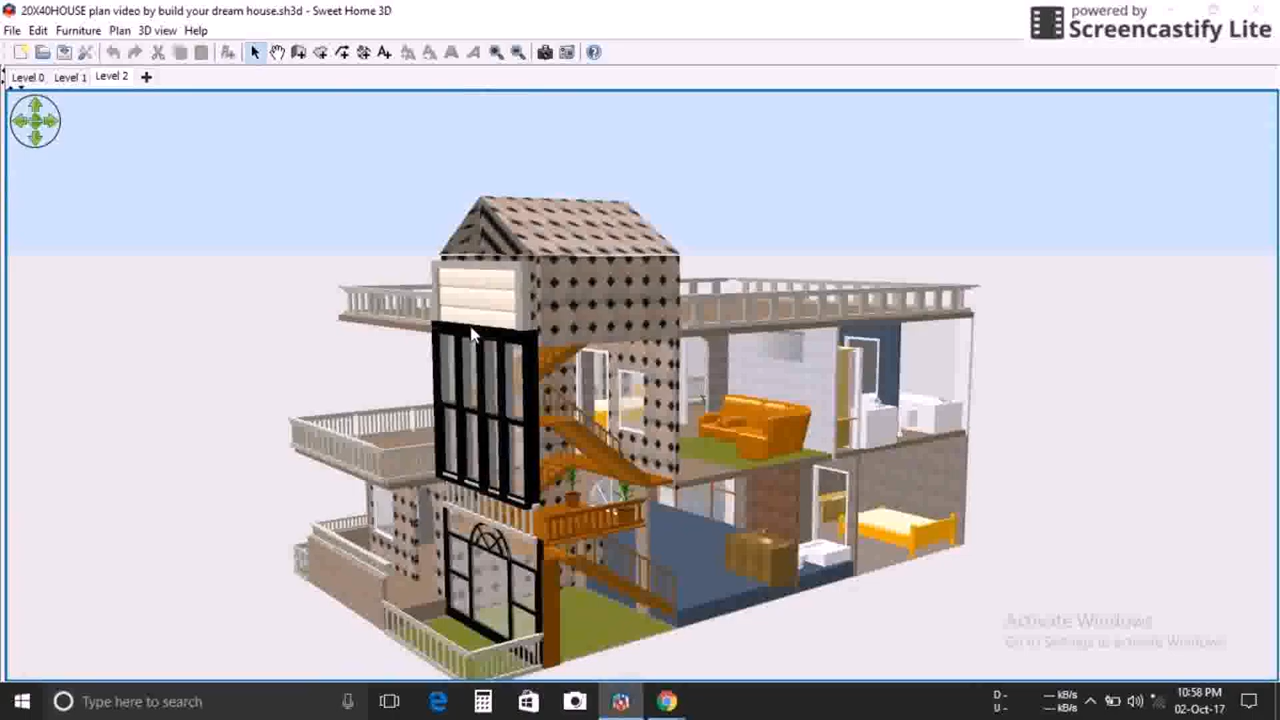 20X40HOUSE plan video by build your dream house.sh3d - Sweet Home 3D
powered by
Screencastify Lite
File Edit Furniture Plan 3D view Help
Level 0 Level 1 Level 2
Activate Windows
Go to Settings to activate Windows.
Type here to search
D - — kB/s
U - — kB/s
10:58 PM
02-Oct-17